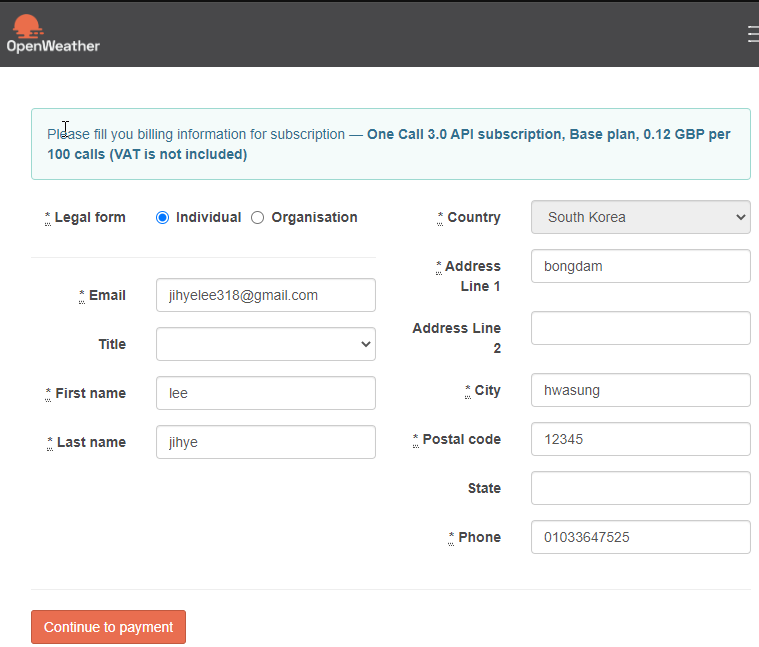 OpenWeather
Please fill you billing information for subscription — One Call 3.0 API subscription, Base plan, 0.12 GBP per
100 calls (VAT is not included)
* Legal form Individual Organisation
* Email jihyelee318@gmail.com
Title
* First name lee
* Last name jihye
* Country South Korea
* Address
Line 1 bongdam
Address Line
2
* City hwasung
* Postal code 12345
State
* Phone 01033647525
Continue to payment